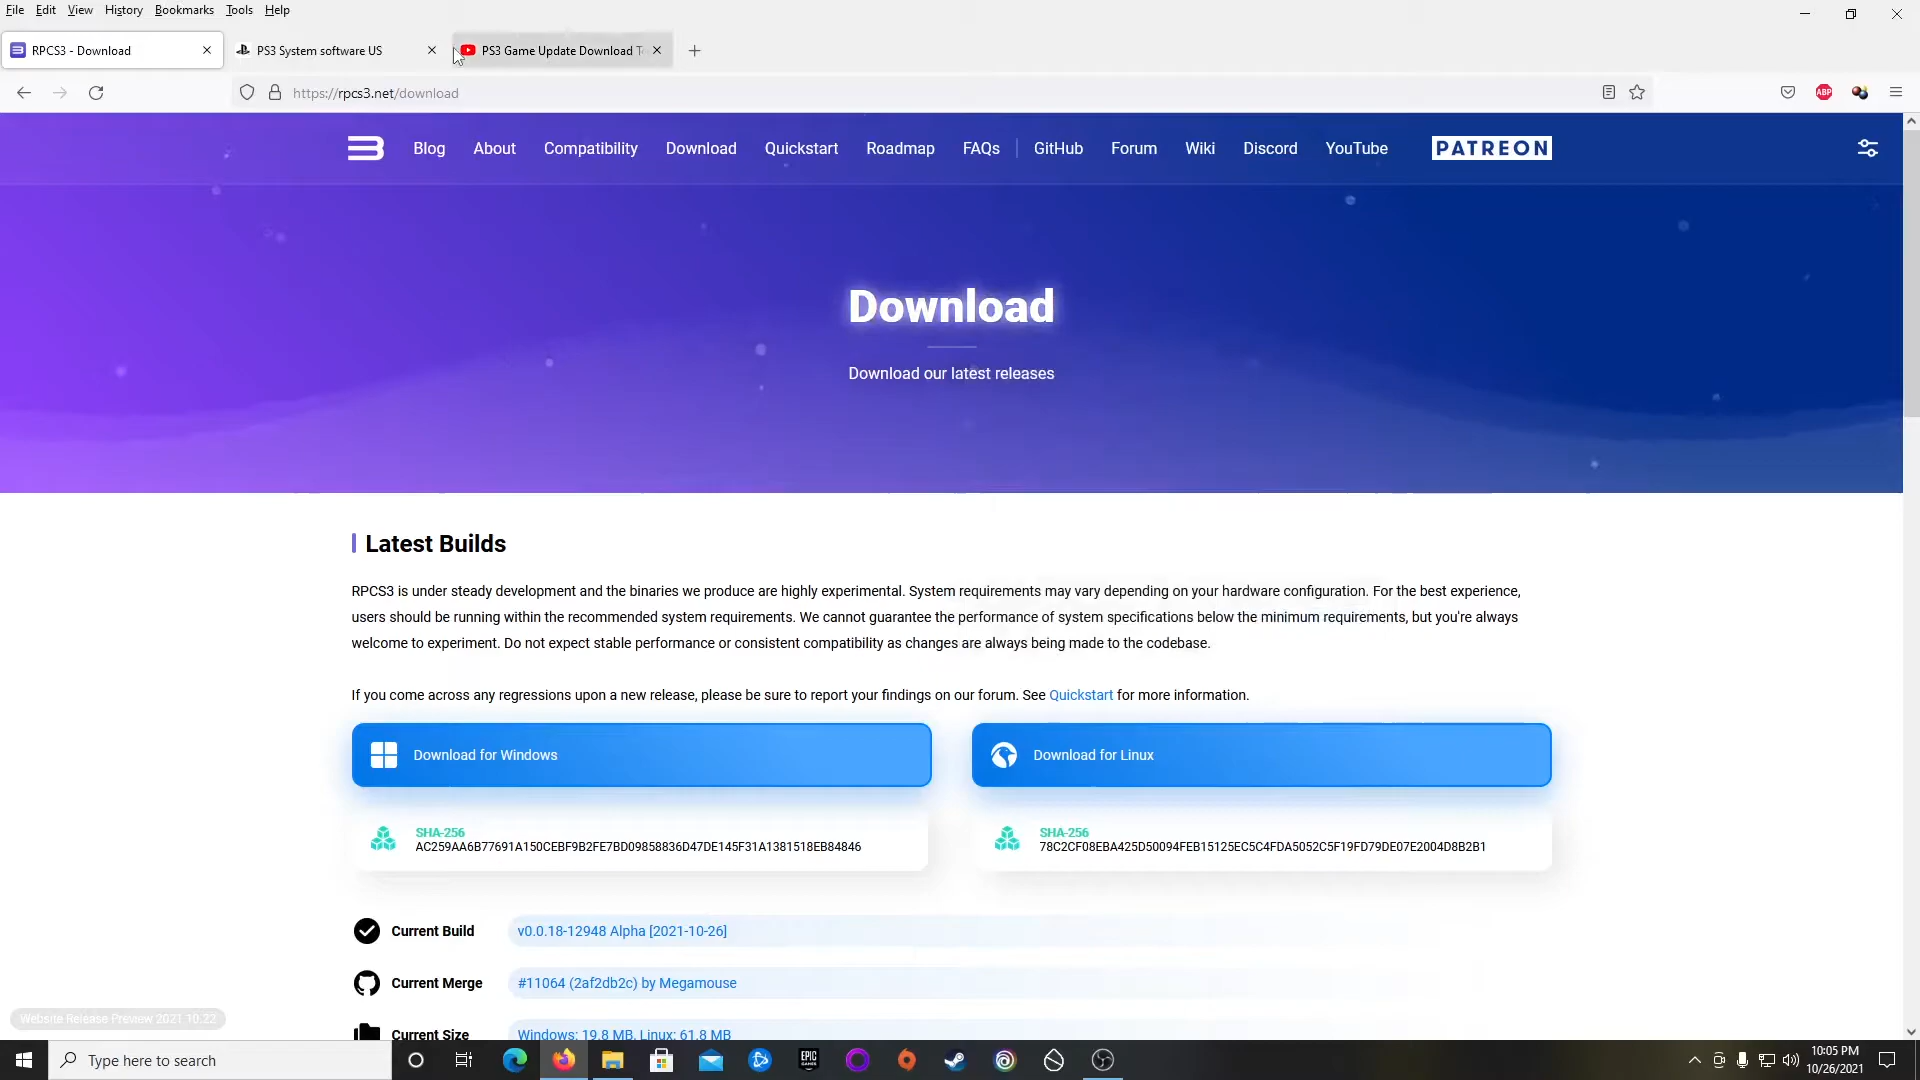 File Edit View History Bookmarks Tools Help
RPCS3 - Download
PS3 System software US
PS3 Game Update Download T
https://rpcs3.net/download
ABP
Blog About Compatibility Download Quickstart Roadmap FAQs GitHub Forum Wiki Discord YouTube PATREON
Download
Download our latest releases
Latest Builds
RPCS3 is under steady development and the binaries we produce are highly experimental. System requirements may vary depending on your hardware configuration. For the best experience,
users should be running within the recommended system requirements. We cannot guarantee the performance of system specifications below the minimum requirements, but you're always
welcome to experiment. Do not expect stable performance or consistent compatibility as changes are always being made to the codebase.
If you come across any regressions upon a new release, please be sure to report your findings on our forum. See Quickstart for more information.
Download for Windows
Download for Linux
SHA-256
AC259AA6B77691A150CEBF9B2FE7BD09858836D47DE145F31A1381518EB84846
SHA-256
78C2CF08EBA425D50094FEB15125EC5C4FDA5052C5F19FD79DE07E2004D8B2B1
Current Build v0.0.18-12948 Alpha [2021-10-26]
Current Merge #11064 (2af2db2c) by Megamouse
Current Size Windows: 19.8 MB, Linux: 61.8 MB
Website Release Preview 2021.10.22
Type here to search
EPIC GAMES
10:05 PM
10/26/2021